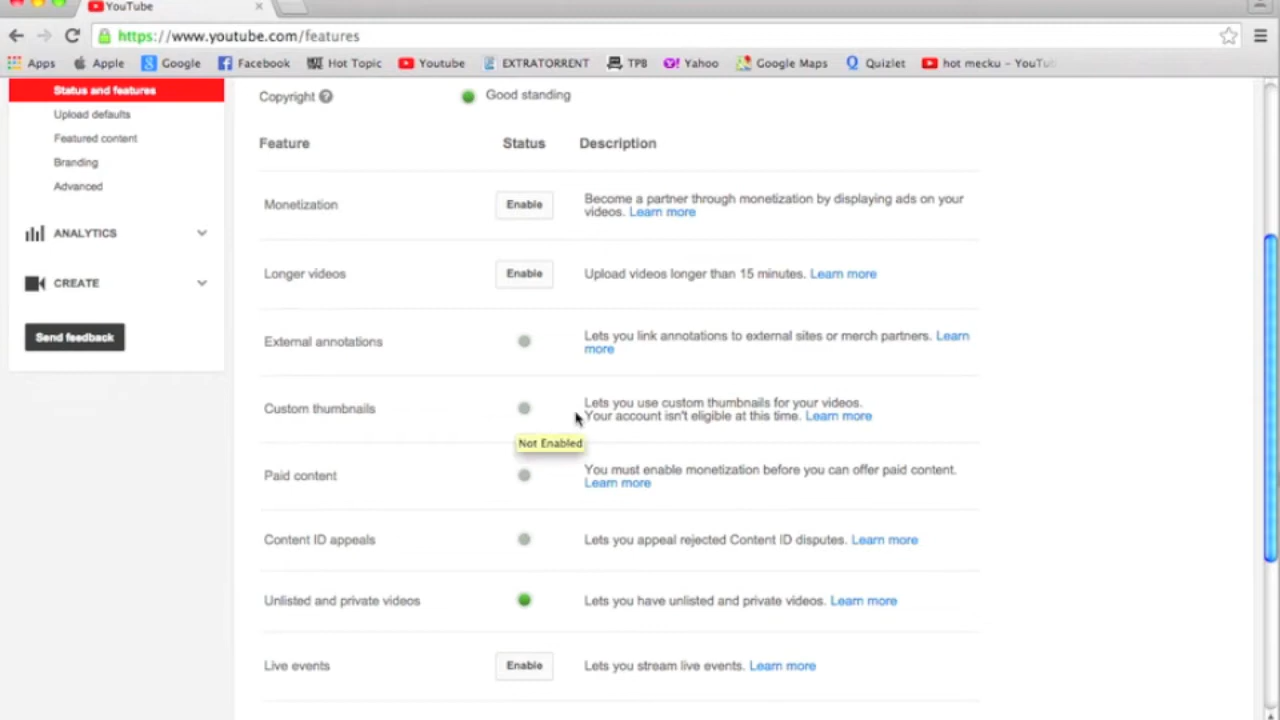 YouTube
https://www.youtube.com/features
Apps Apple Google Facebook Hot Topic Youtube EXTRATORRENT TPB Yahoo Google Maps Quizlet hot mecku – YouTu
Status and features
Upload defaults
Featured content
Branding
Advanced
ANALYTICS
CREATE
Send feedback
Copyright ? Good standing
Feature Status Description
Monetization Enable Become a partner through monetization by displaying ads on your
videos. Learn more
Longer videos Enable Upload videos longer than 15 minutes. Learn more
External annotations Lets you link annotations to external sites or merch partners. Learn
more
Custom thumbnails Lets you use custom thumbnails for your videos.
Your account isn't eligible at this time. Learn more
Not Enabled
Paid content You must enable monetization before you can offer paid content.
Learn more
Content ID appeals Lets you appeal rejected Content ID disputes. Learn more
Unlisted and private videos Lets you have unlisted and private videos. Learn more
Live events Enable Lets you stream live events. Learn more